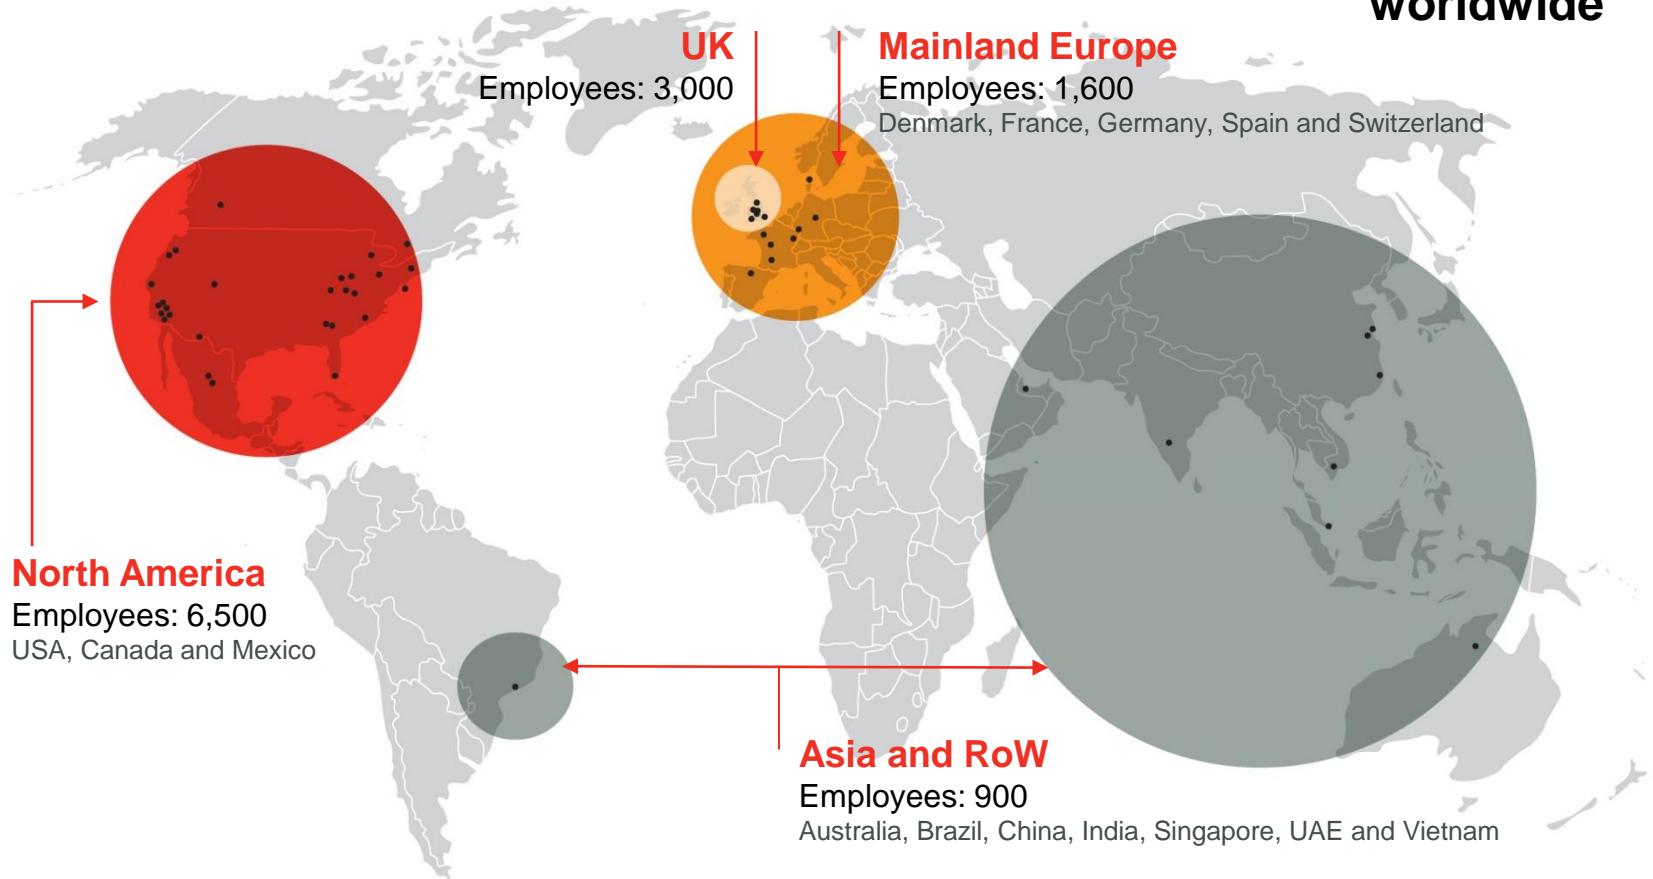 worldwide
UK
Employees: 3,000
Mainland Europe
Employees: 1,600
Denmark, France, Germany, Spain and Switzerland
North America
Employees: 6,500
USA, Canada and Mexico
Asia and RoW
Employees: 900
Australia, Brazil, China, India, Singapore, UAE and Vietnam